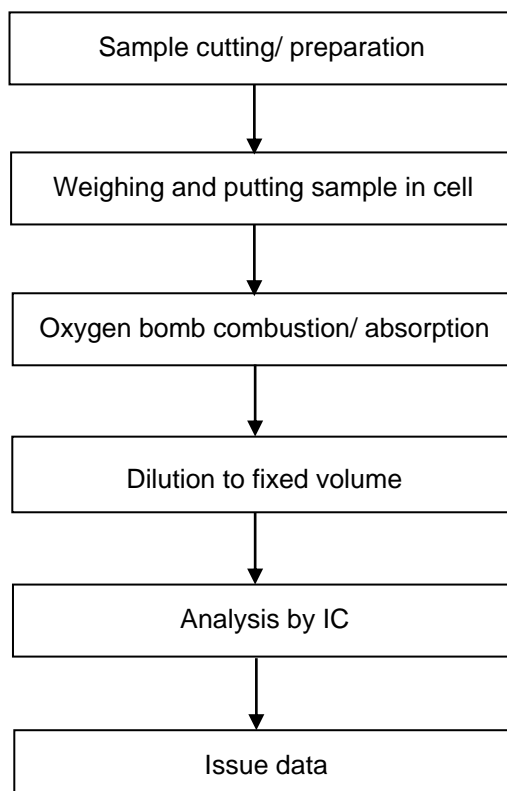 Sample cutting/ preparation
Weighing and putting sample in cell
Oxygen bomb combustion/ absorption
Dilution to fixed volume
Analysis by IC
Issue data